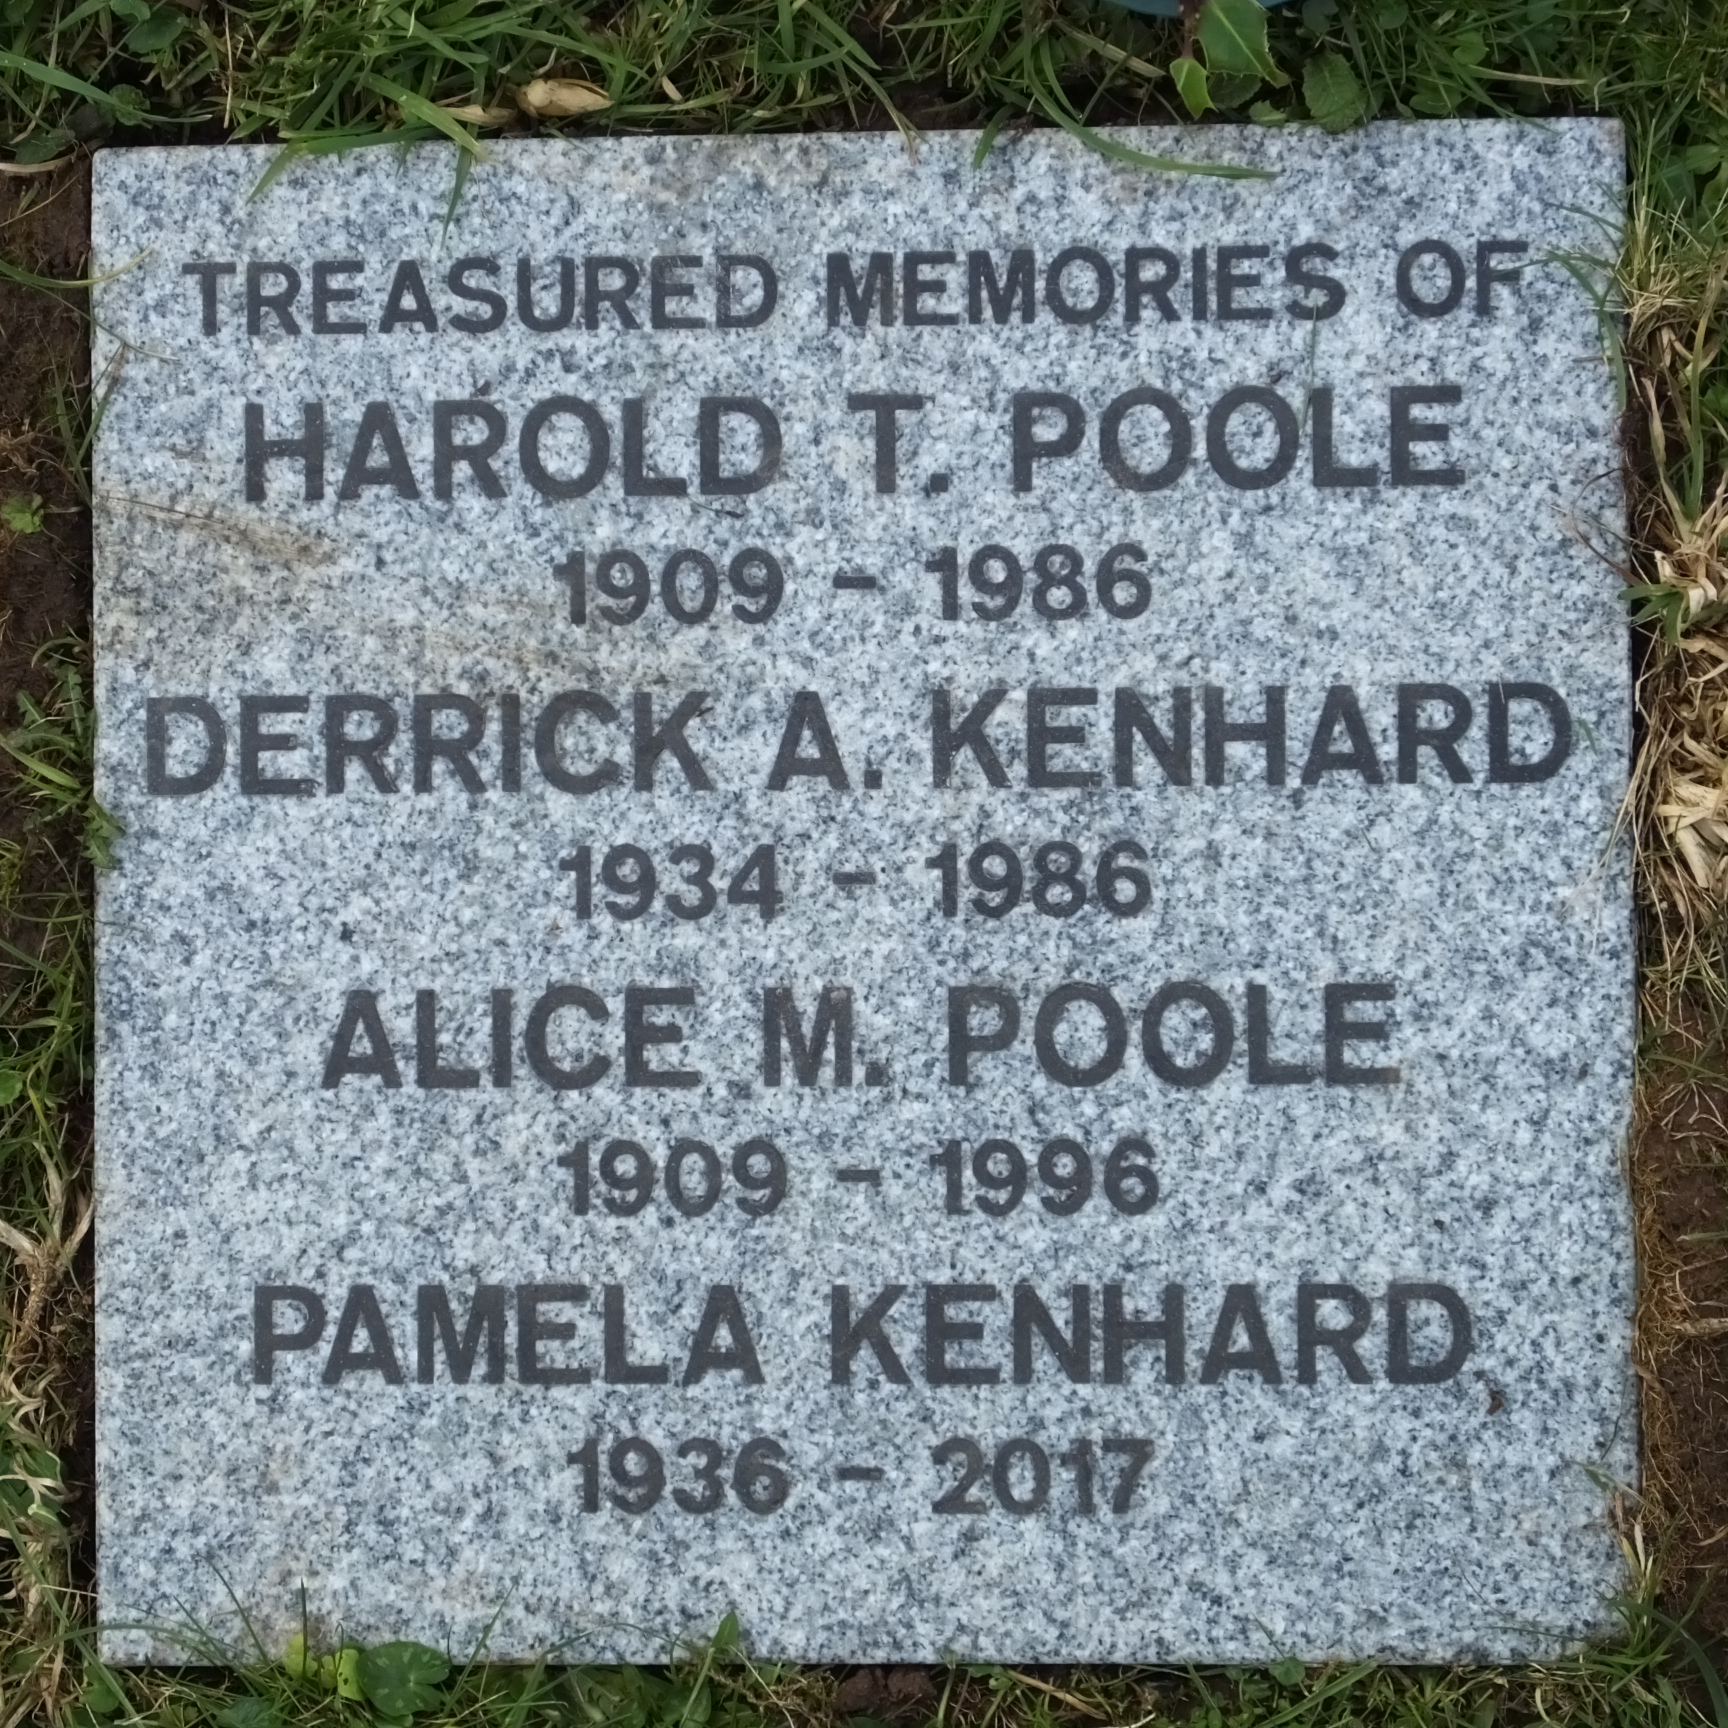 TREASURED MEMORIES OF
HAROLD T. POOLE
1909 - 1986
DERRICK A. KENHARD
1934 - 1986
ALICE M. POOLE
1909 - 1996
PAMELA KENHARD
1936 - 2017